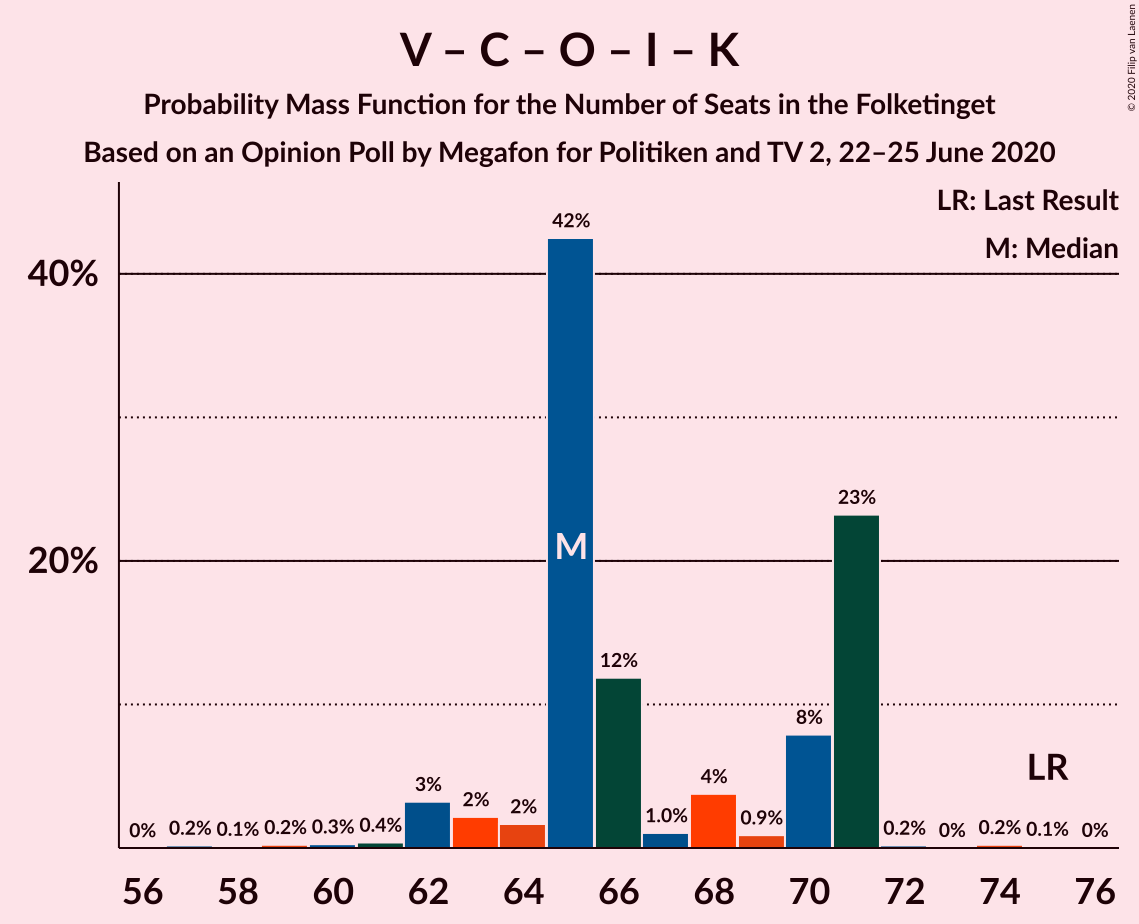 V – C – O – I – K
Probability Mass Function for the Number of Seats in the Folketinget
Based on an Opinion Poll by Megafon for Politiken and TV 2, 22–25 June 2020
© 2020 Filip van Laenen
LR: Last Result
M: Median
40%
20%
0% 0.2% 0.1% 0.2% 0.3% 0.4% 3% 2% 2% 42% 12% 1.0% 4% 0.9% 8% 23% 0.2% 0% 0.2% 0.1% 0%
M
LR
56 58 60 62 64 66 68 70 72 74 76